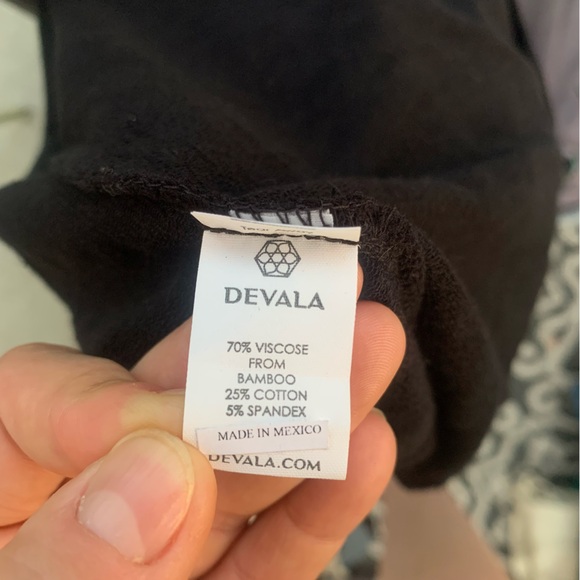 DEVALA
70% VISCOSE
FROM
BAMBOO
25% COTTON
5% SPANDEX
MADE IN MEXICO
DEVALA.COM